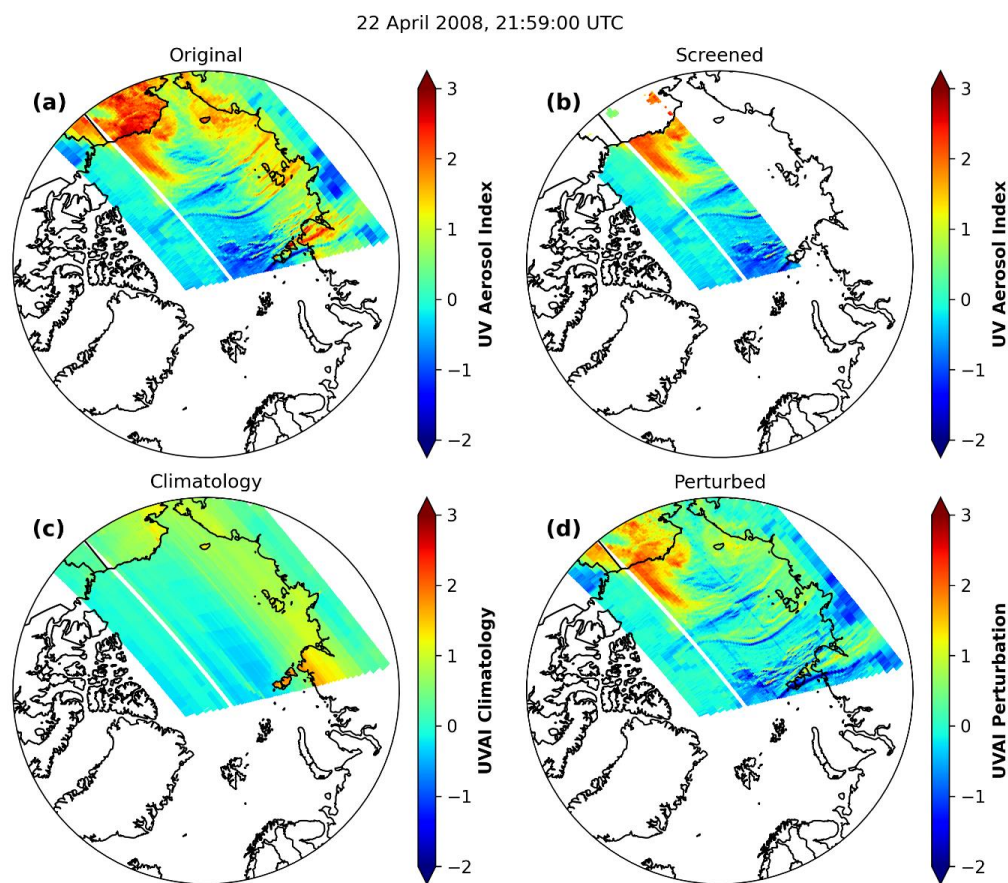 22 April 2008, 21:59:00 UTC
Original
Screened
(a)
3
2
1
0
−1
−2
UV Aerosol Index
(b)
3
2
1
0
−1
−2
UV Aerosol Index
Climatology
Perturbed
(c)
3
2
1
0
−1
−2
UVAI Climatology
(d)
3
2
1
0
−1
−2
UVAI Perturbation